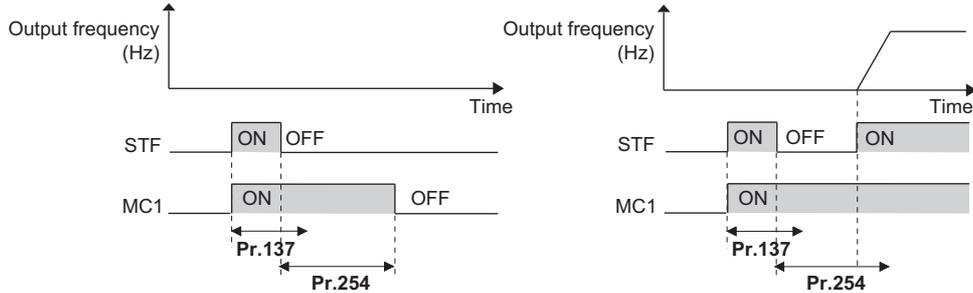 Output frequency
(Hz)
Time
STF
ON
OFF
MC1
ON
OFF
Pr.137
Pr.254
Output frequency
(Hz)
Time
STF
ON
OFF
ON
MC1
ON
Pr.137
Pr.254